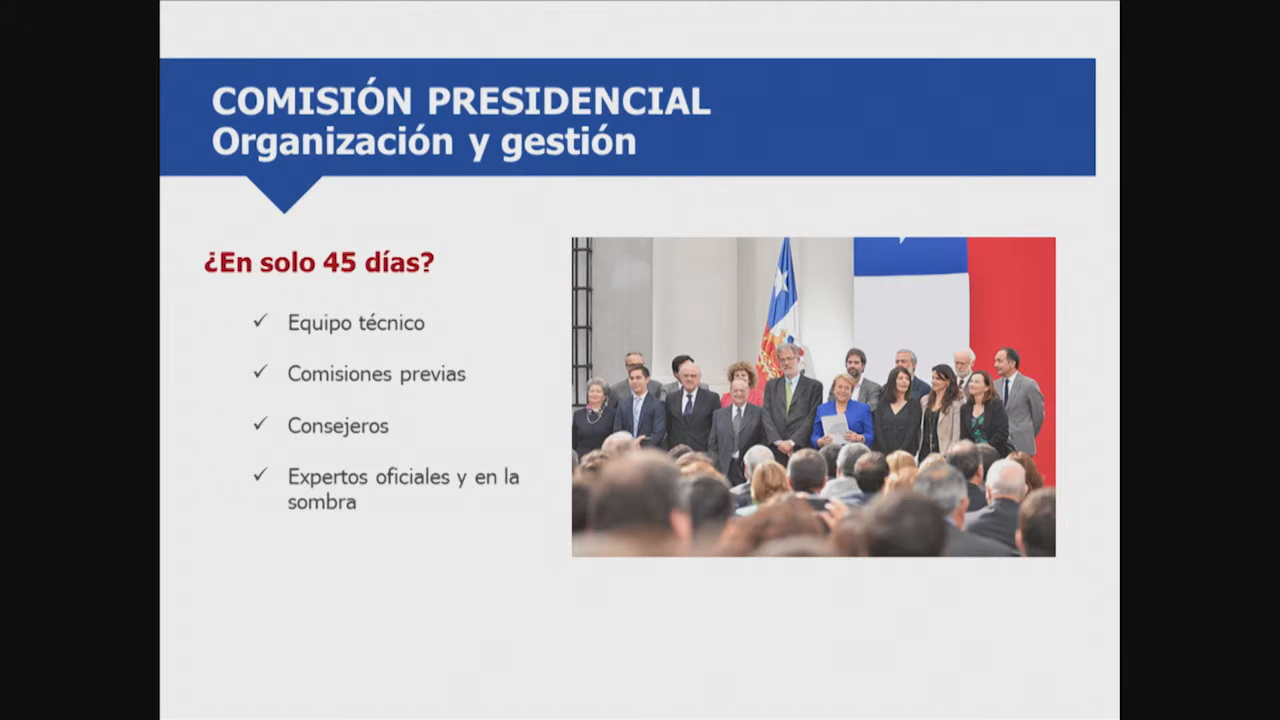 COMISIÓN PRESIDENCIAL
Organización y gestión
¿En solo 45 días?
✓ Equipo técnico
✓ Comisiones previas
✓ Consejeros
✓ Expertos oficiales y en la
sombra